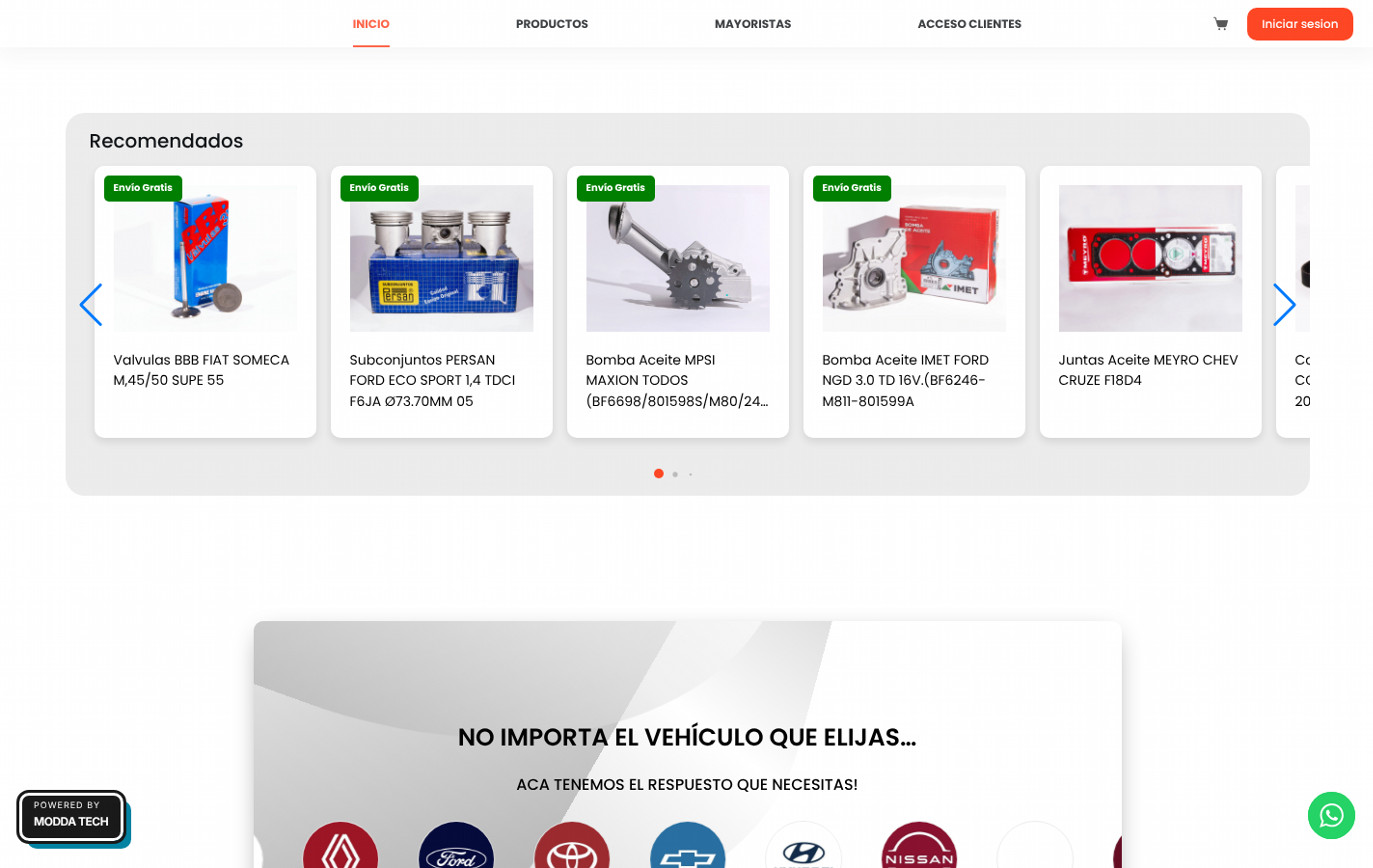 INICIO
PRODUCTOS
MAYORISTAS
ACCESO CLIENTES
Iniciar sesion
Recomendados
Envío Gratis
Envío Gratis
Envío Gratis
Envío Gratis
Persan
IMET
MEYRO
Valvulas BBB FIAT SOMECA
M,45/50 SUPE 55
Subconjuntos PERSAN
FORD ECO SPORT 1,4 TDCI
F6JA Ø73.70MM 05
Bomba Aceite MPSI
MAXION TODOS
(BF6698/801598S/M80/24...
Bomba Aceite IMET FORD
NGD 3.0 TD 16V.(BF6246-
M811-801599A
Juntas Aceite MEYRO CHEV
CRUZE F18D4
NO IMPORTA EL VEHÍCULO QUE ELIJAS...
ACA TENEMOS EL RESPUESTO QUE NECESITAS!
Ford
NISSAN
POWERED BY
MODDA TECH